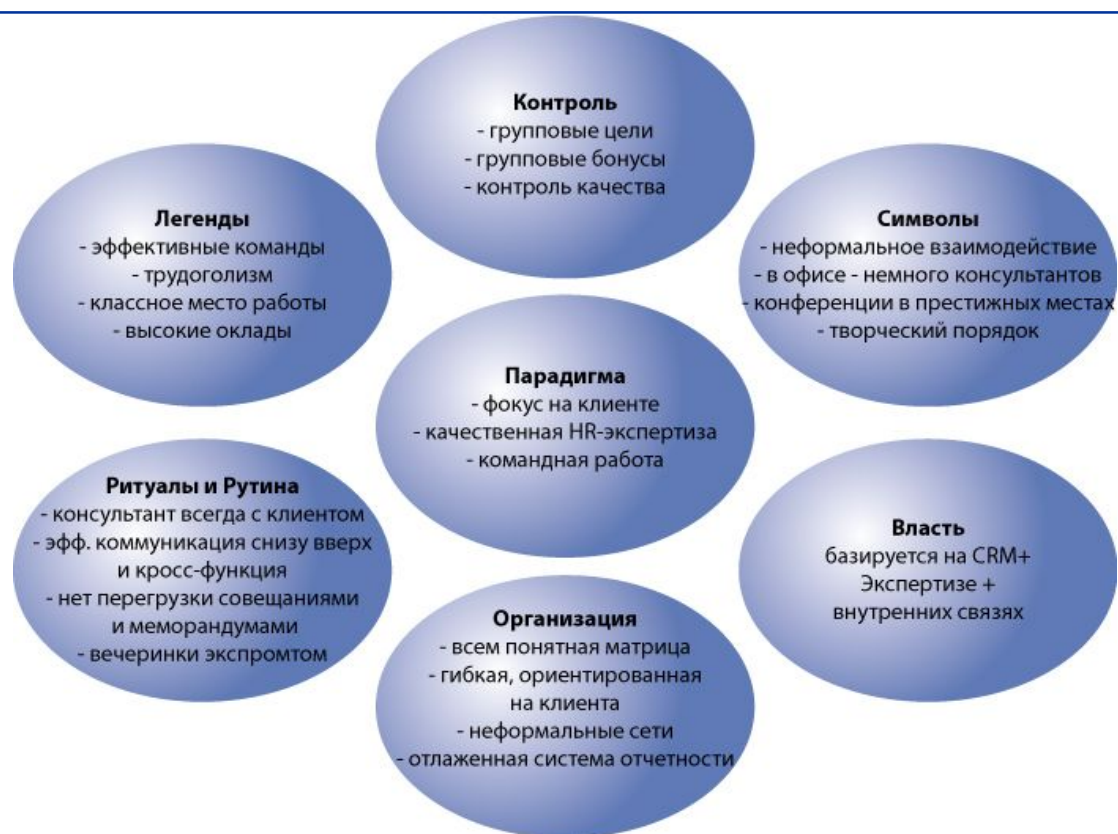 Контроль
- групповые цели
- групповые бонусы
- контроль качества
Легенды
- эффективные команды
- трудоголизм
- классное место работы
- высокие оклады
Символы
- неформальное взаимодействие
- в офисе - немного консультантов
- конференции в престижных местах
- творческий порядок
Парадигма
- фокус на клиенте
- качественная HR-экспертиза
- командная работа
Ритуалы и Рутина
- консультант всегда с клиентом
- эфф. коммуникация снизу вверх
и кросс-функция
- нет перегрузки совещаниями
и меморандумами
- вечеринки экспромтом
Власть
базируется на CRM+
Экспертизе +
внутренних связях
Организация
- всем понятная матрица
- гибкая, ориентированная
на клиента
- неформальные сети
- отлаженная система отчетности